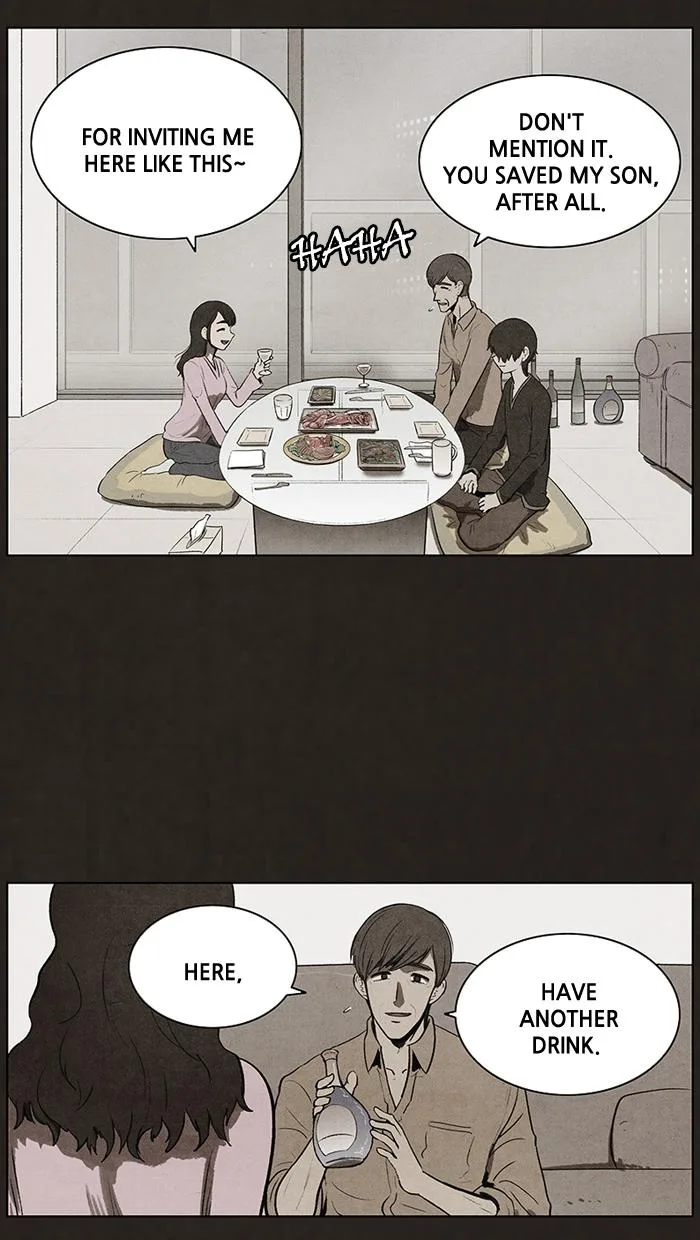 FOR INVITING ME
HERE LIKE THIS~
DON'T
MENTION IT.
YOU SAVED MY SON,
AFTER ALL.
HAHA
HERE,
HAVE
ANOTHER
DRINK.